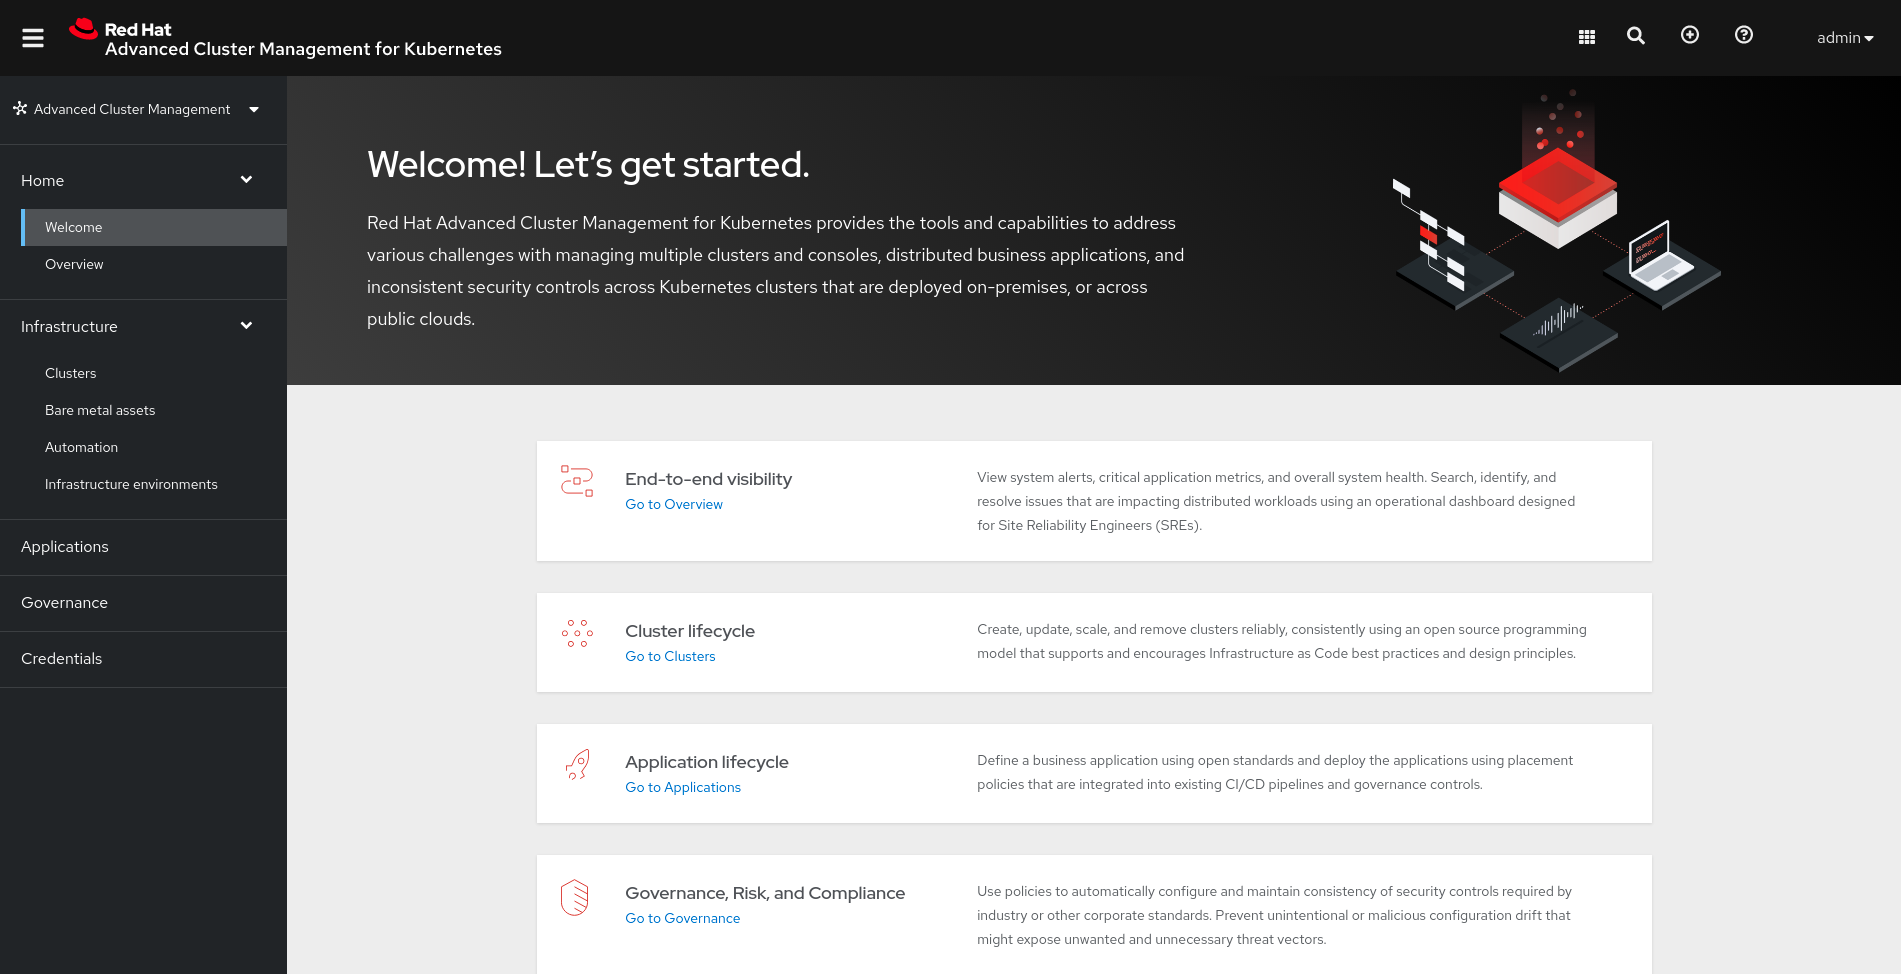 Red Hat
Advanced Cluster Management for Kubernetes
admin
Advanced Cluster Management
Home
Welcome
Overview
Infrastructure
Clusters
Bare metal assets
Automation
Infrastructure environments
Applications
Governance
Credentials
Welcome! Let’s get started.
Red Hat Advanced Cluster Management for Kubernetes provides the tools and capabilities to address
various challenges with managing multiple clusters and consoles, distributed business applications, and
inconsistent security controls across Kubernetes clusters that are deployed on-premises, or across
public clouds.
End-to-end visibility
Go to Overview
View system alerts, critical application metrics, and overall system health. Search, identify, and
resolve issues that are impacting distributed workloads using an operational dashboard designed
for Site Reliability Engineers (SREs).
Cluster lifecycle
Go to Clusters
Create, update, scale, and remove clusters reliably, consistently using an open source programming
model that supports and encourages Infrastructure as Code best practices and design principles.
Application lifecycle
Go to Applications
Define a business application using open standards and deploy the applications using placement
policies that are integrated into existing CI/CD pipelines and governance controls.
Governance, Risk, and Compliance
Go to Governance
Use policies to automatically configure and maintain consistency of security controls required by
industry or other corporate standards. Prevent unintentional or malicious configuration drift that
might expose unwanted and unnecessary threat vectors.